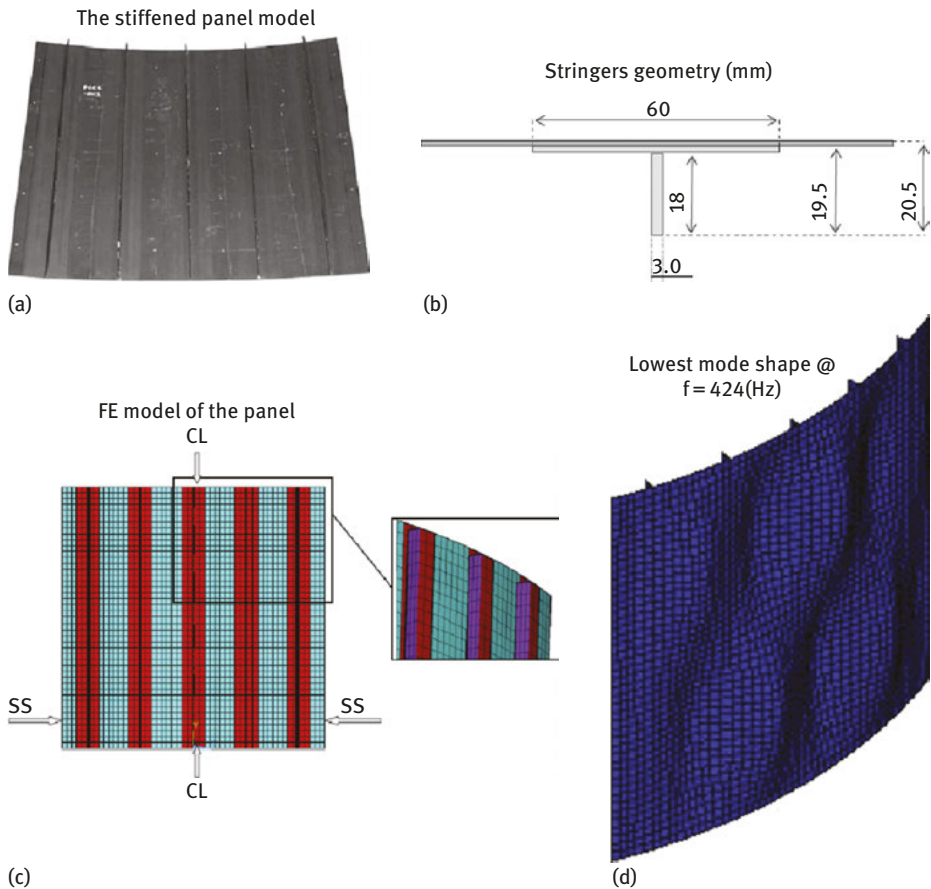 The stiffened panel model
(a)
Stringers geometry (mm)
60
18
19.5
20.5
3.0
(b)
FE model of the panel
CL
SS
SS
CL
(c)
Lowest mode shape @
f = 424(Hz)
(d)